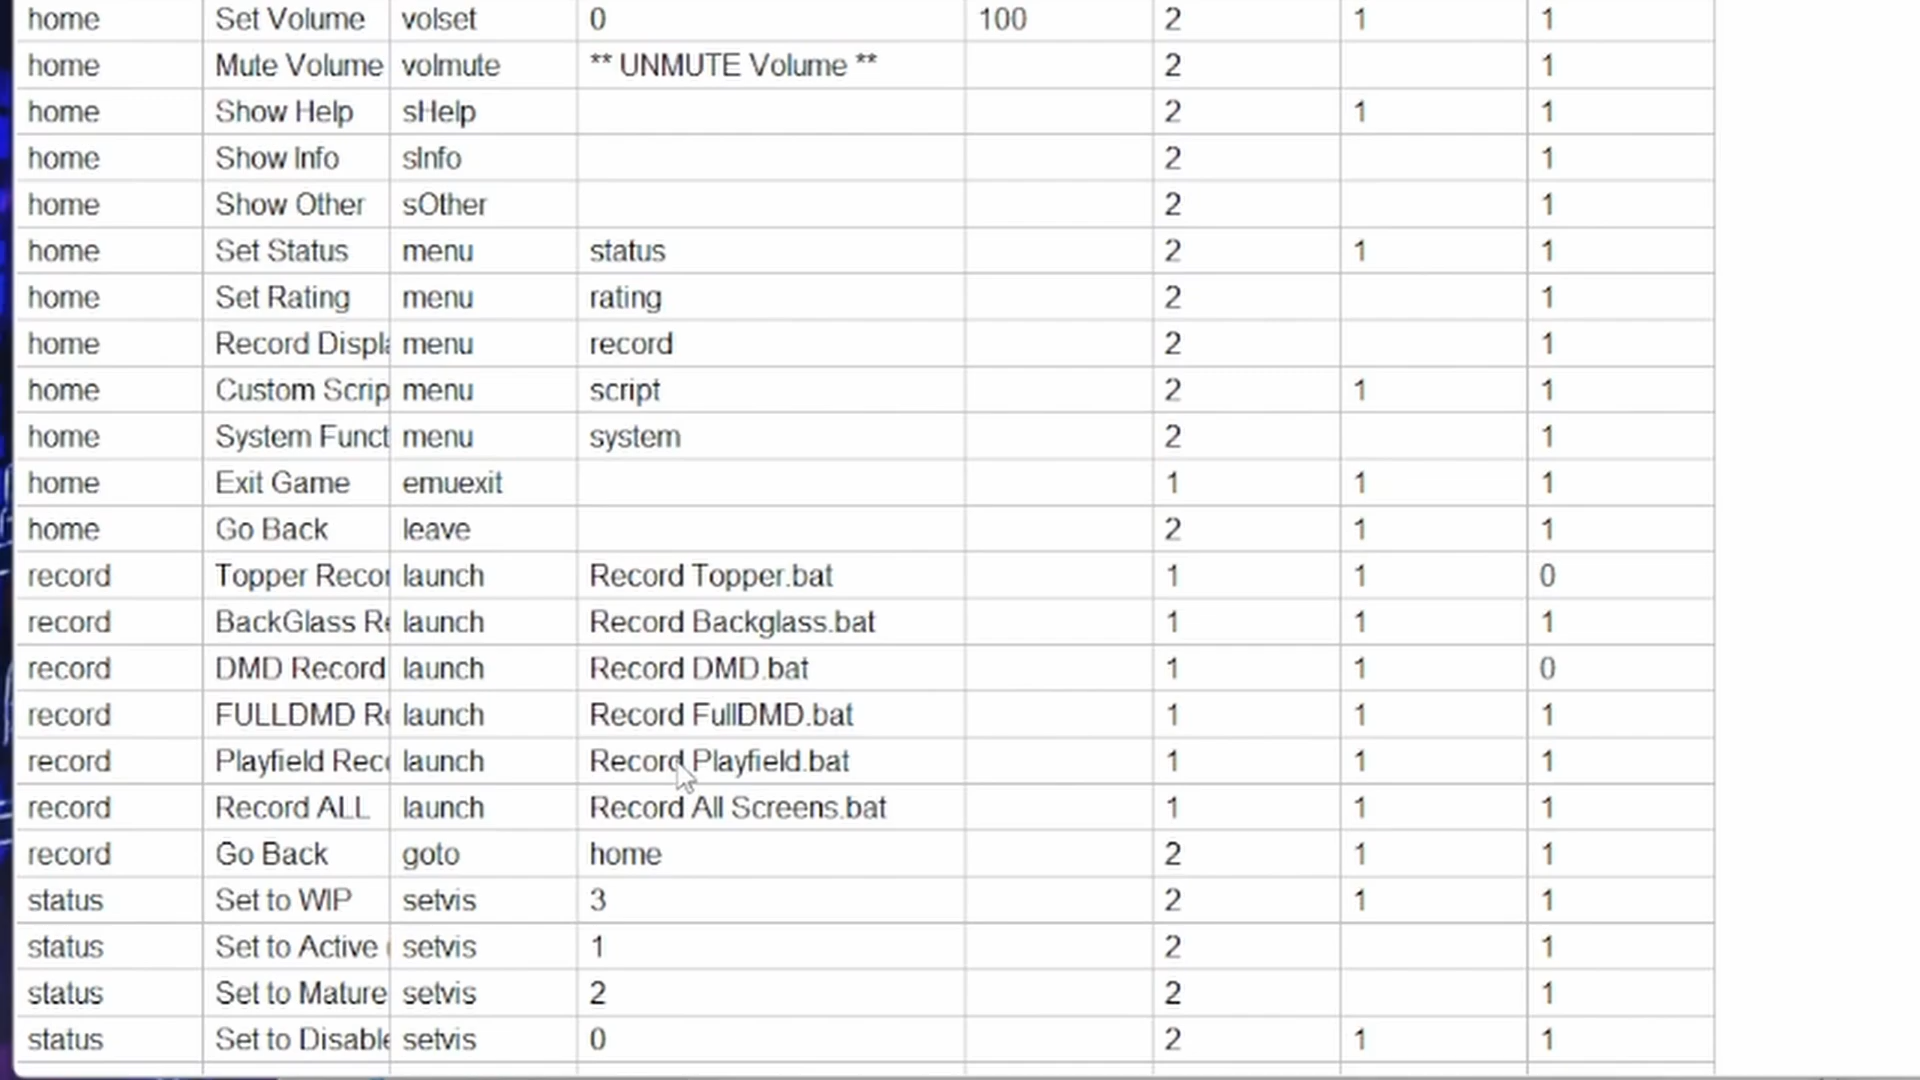 home Set Volume volset 0 100 2 1 1
home Mute Volume volmute ** UNMUTE Volume ** 2 1
home Show Help sHelp 2 1 1
home Show Info sInfo 2 1
home Show Other sOther 2 1
home Set Status menu status 2 1 1
home Set Rating menu rating 2 1
home Record Displa menu record 2 1
home Custom Scrip menu script 2 1 1
home System Funct menu system 2 1
home Exit Game emuexit 1 1 1
home Go Back leave 2 1 1
record Topper Recor launch Record Topper.bat 1 1 0
record BackGlass Re launch Record Backglass.bat 1 1 1
record DMD Record launch Record DMD.bat 1 1 0
record FULLDMD Re launch Record FullDMD.bat 1 1 1
record Playfield Reco launch Record Playfield.bat 1 1 1
record Record ALL launch Record All Screens.bat 1 1 1
record Go Back goto home 2 1 1
status Set to WIP setvis 3 2 1 1
status Set to Active ( setvis 1 2 1
status Set to Mature setvis 2 2 1
status Set to Disable setvis 0 2 1 1